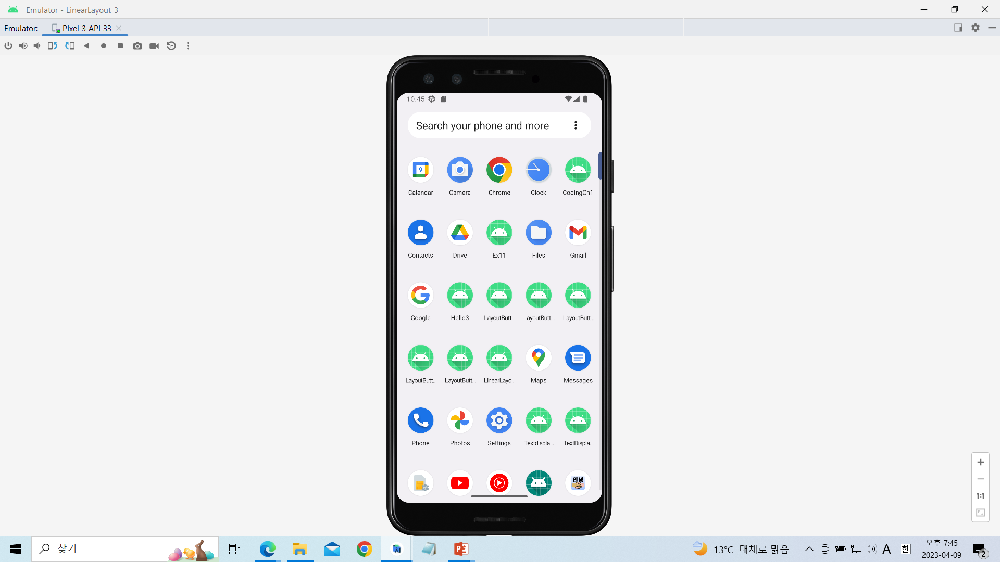 Emulator - LinearLayout_3
Emulator:
Pixel 3 API 33
10:45
Search your phone and more
9
Calendar
Camera
Chrome
Clock
CodingCh1
Contacts
Drive
Ex11
Files
Gmail
Google
Hello3
LayoutButt...
LayoutButt...
LayoutButt...
LayoutButt...
LayoutButt...
LinearLayo...
Maps
Messages
Phone
Photos
Settings
Textdispla...
TextDispla...
안녕
1:1
찾기
13°C 대체로 맑음
A
한
오후 7:45
2023-04-09
2